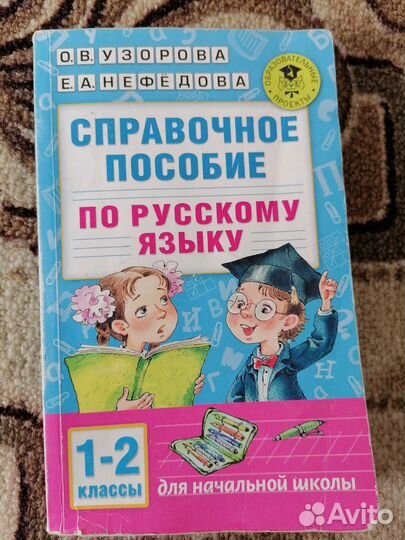 О.В. УЗОРОВА
Е.А. НЕФЁДОВА
ОБРАЗОВАТЕЛЬНЫЕ
ПРОЕКТЫ
СПРАВОЧНОЕ
ПОСОБИЕ
ПО РУССКОМУ
ЯЗЫКУ
1-2
КЛАССЫ
для начальной школы
Avito